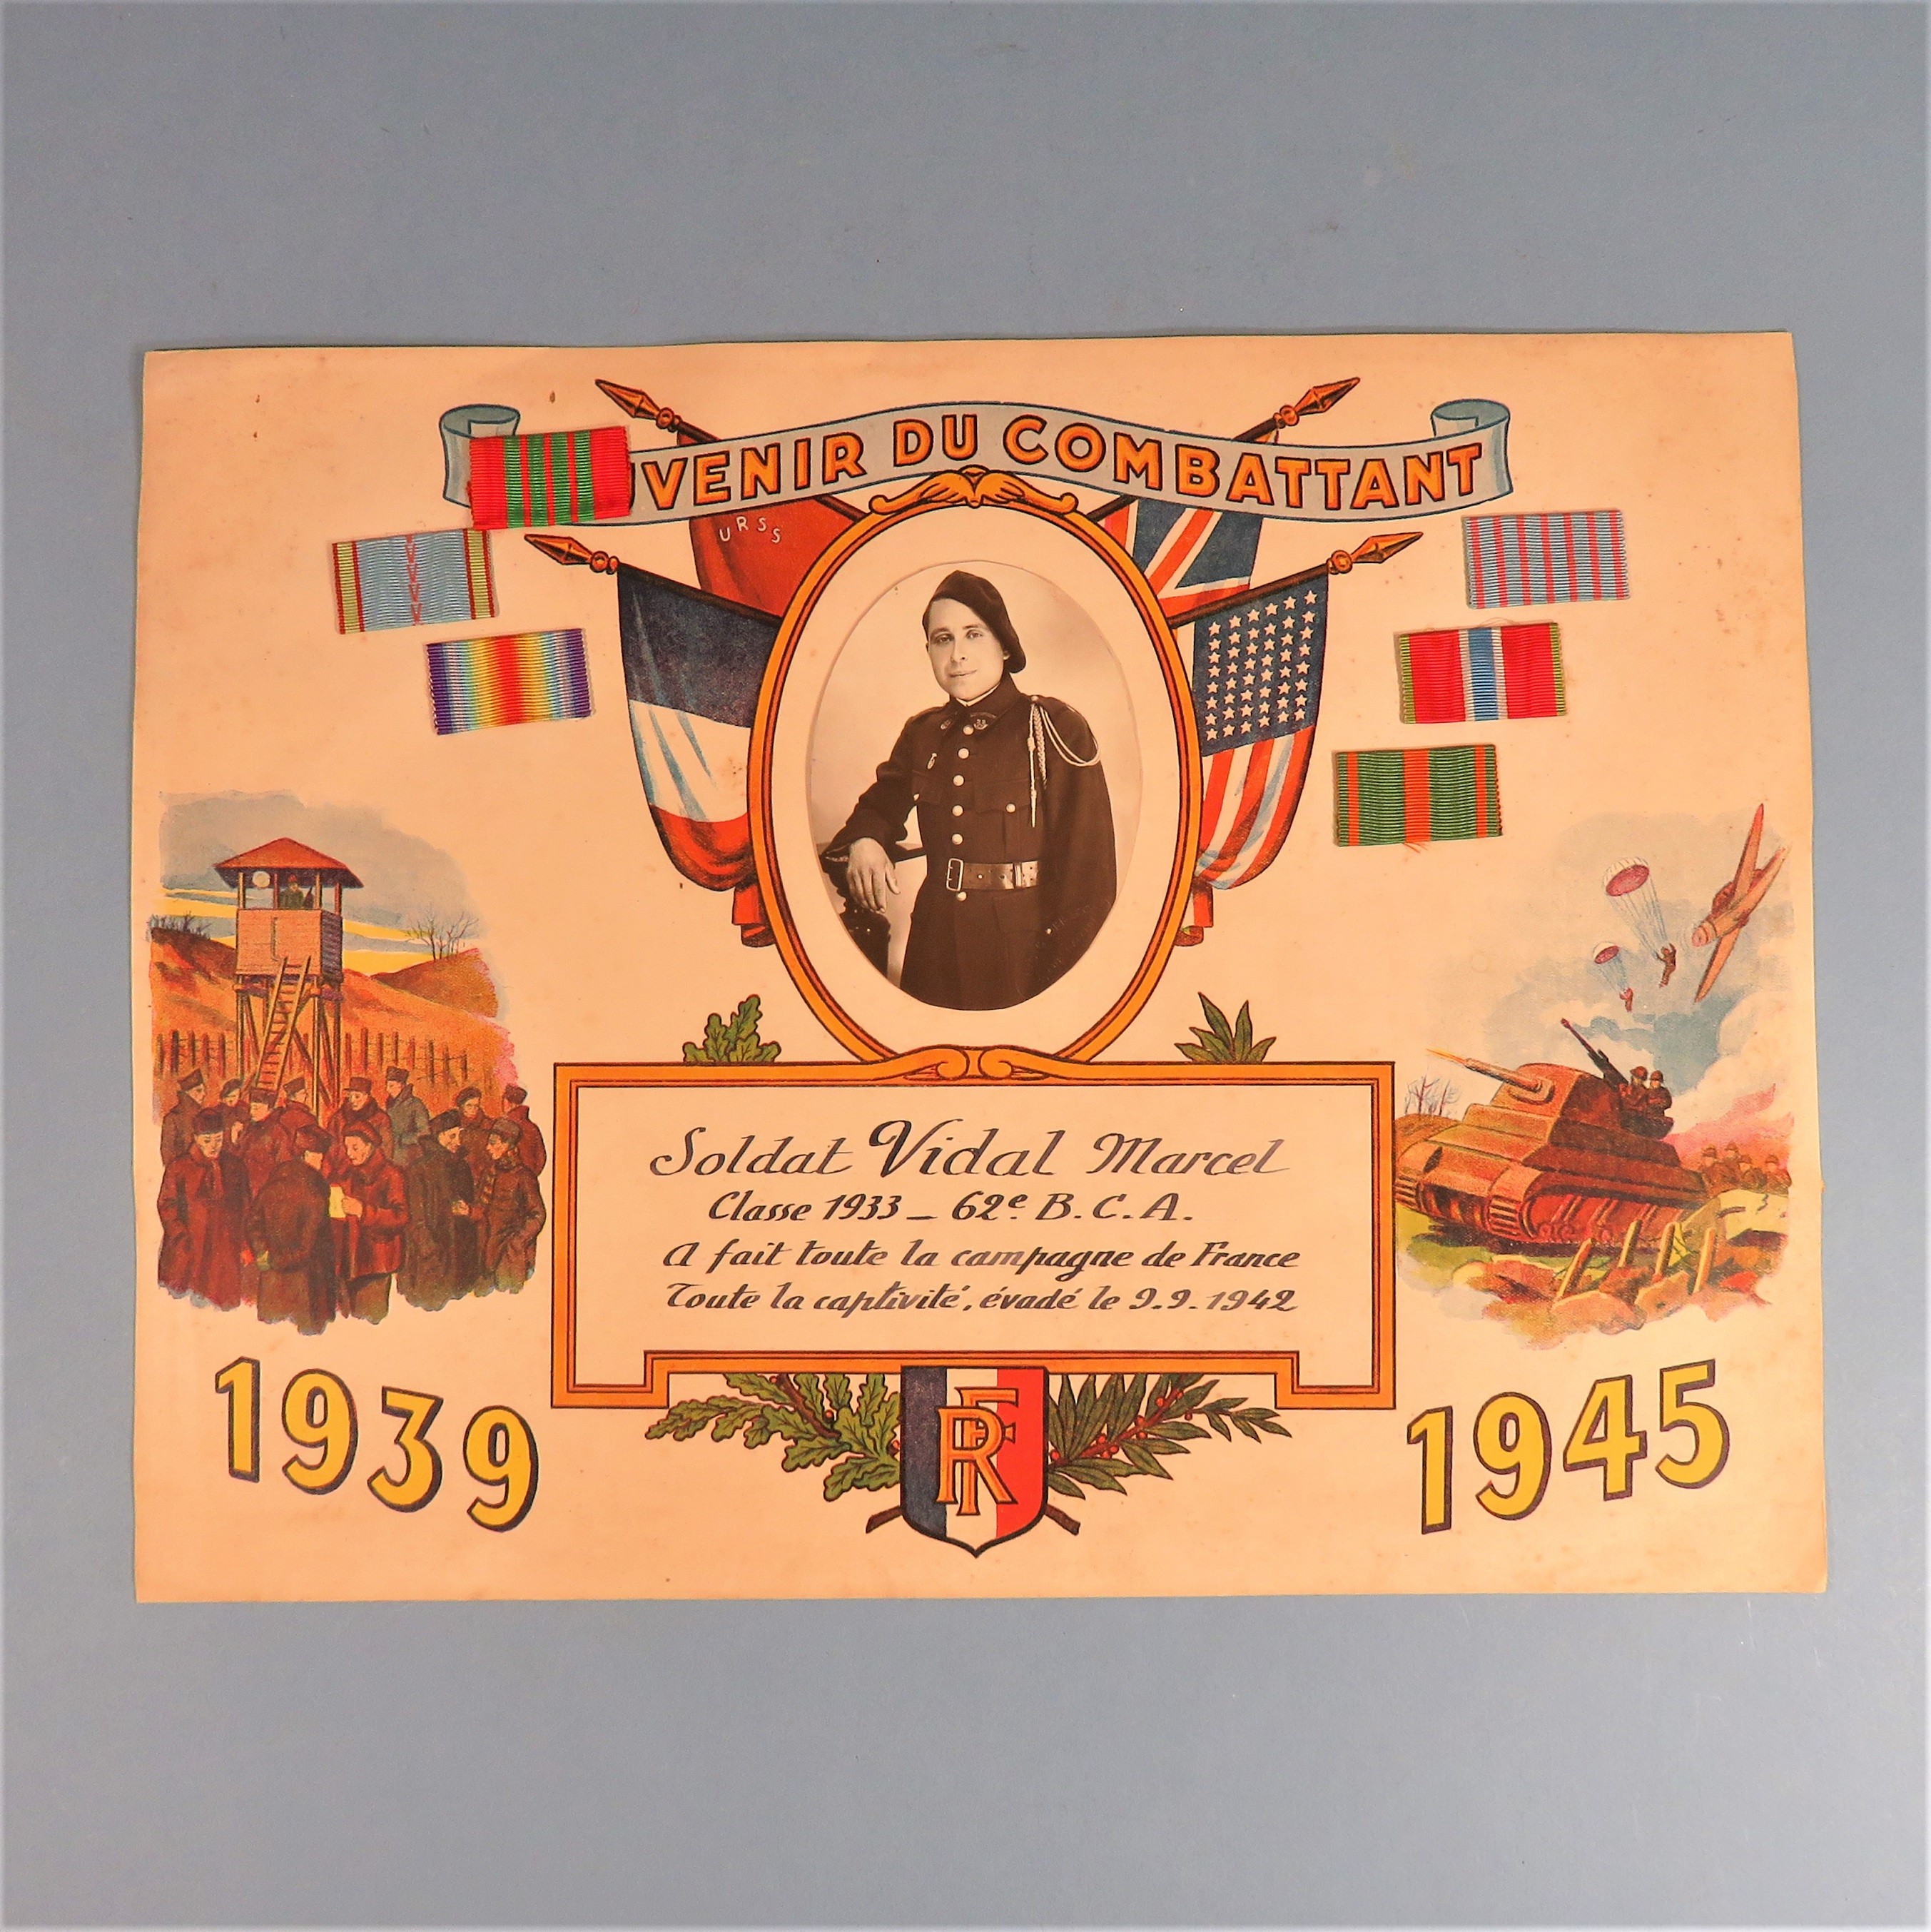 VENIR DU COMBATTANT
URSS
Soldat Vidal Marcel
Classe 1933 _ 62e B.C.A.
A fait toute la campagne de France
Toute la captivité, évadé le 9.9.1942
1939
1945
RF